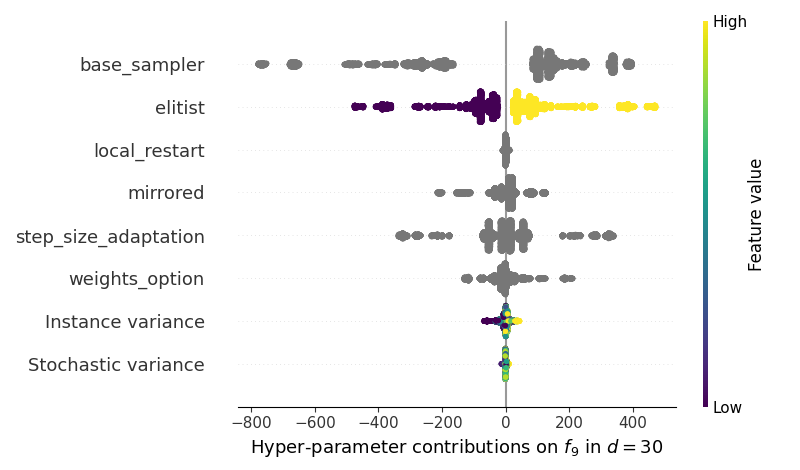 High
base_sampler
elitist
local_restart
mirrored
step_size_adaptation
weights_option
Instance variance
Stochastic variance
Feature value
Low
−800 −600 −400 −200 0 200 400
Hyper-parameter contributions on f₉ in d = 30